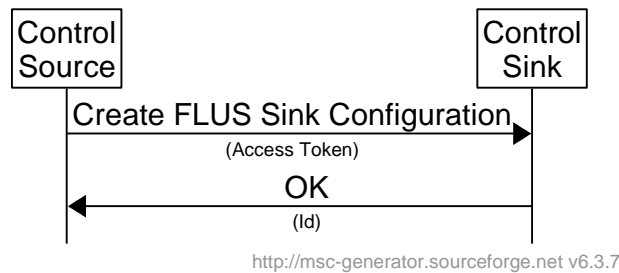 Control
Source
Control
Sink
Create FLUS Sink Configuration
(Access Token)
OK
(Id)
http://msc-generator.sourceforge.net v6.3.7